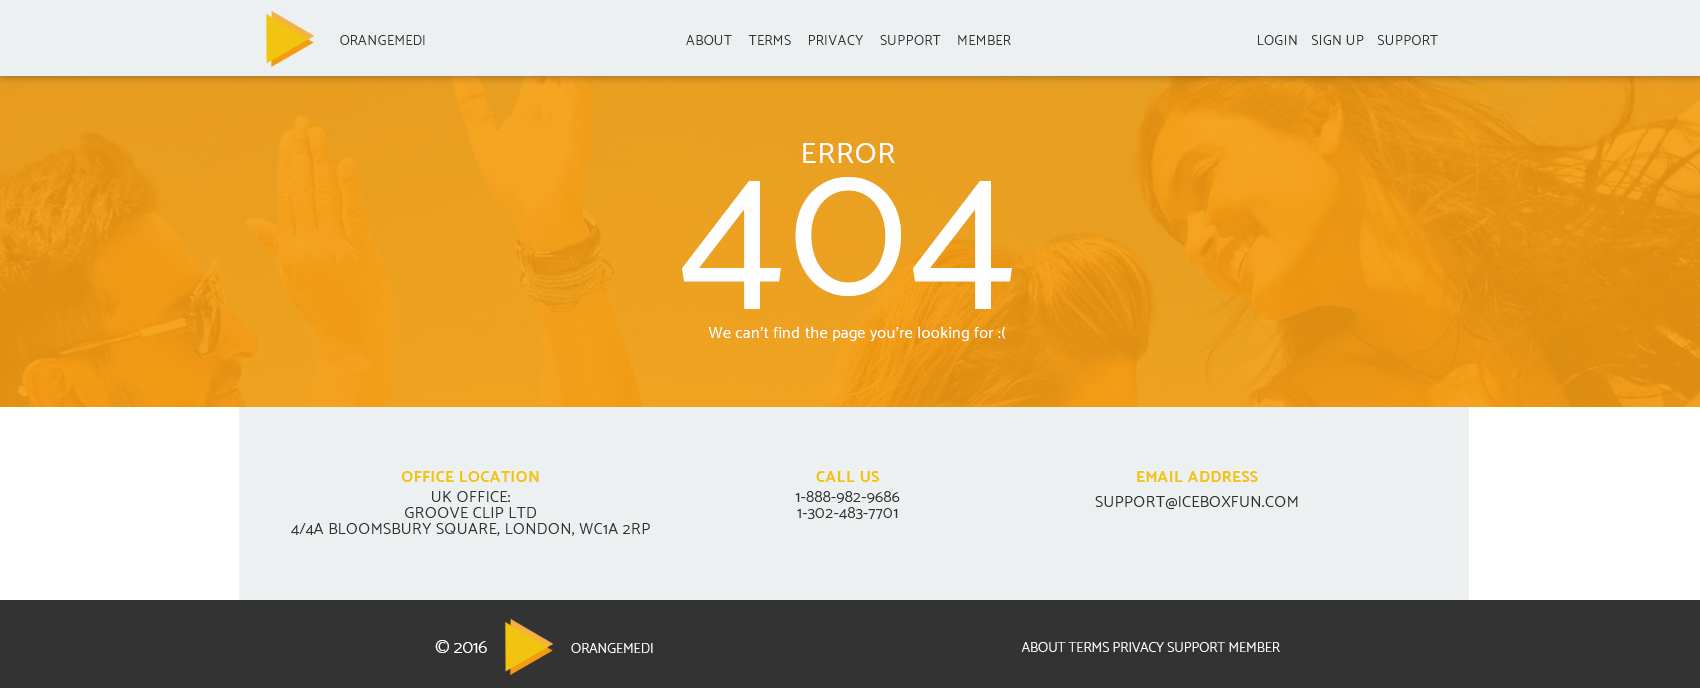 ORANGEMEDI ABOUT TERMS PRIVACY SUPPORT MEMBER LOGIN SIGN UP SUPPORT
ERROR
404
We can't find the page you're looking for :(
OFFICE LOCATION
UK OFFICE:
GROOVE CLIP LTD
4/4A BLOOMSBURY SQUARE, LONDON, WC1A 2RP
CALL US
1-888-982-9686
1-302-483-7701
EMAIL ADDRESS
SUPPORT@ICEBOXFUN.COM
© 2016 ORANGEMEDI ABOUT TERMS PRIVACY SUPPORT MEMBER